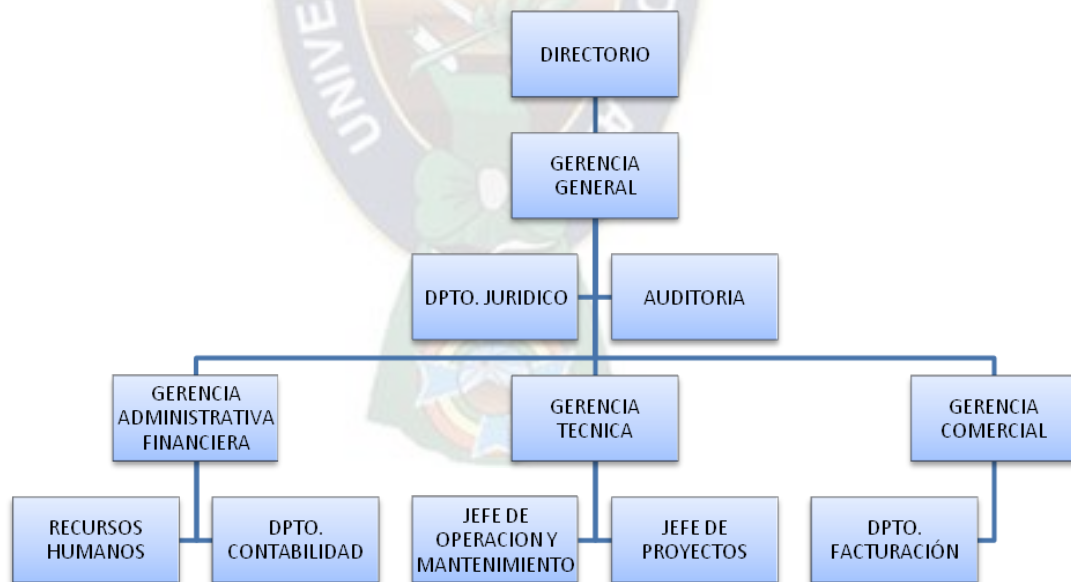 UNIVE
DIRECTORIO
GERENCIA
GENERAL
DPTO. JURIDICO
AUDITORIA
GERENCIA
ADMINISTRATIVA
FINANCIERA
GERENCIA
TECNICA
GERENCIA
COMERCIAL
RECURSOS
HUMANOS
DPTO.
CONTABILIDAD
JEFE DE
OPERACION Y
MANTENIMIENTO
JEFE DE
PROYECTOS
DPTO.
FACTURACIÓN